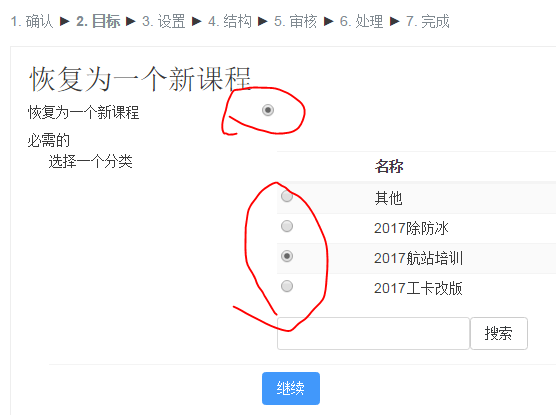 1. 确认 ► 2. 目标 ► 3. 设置 ► 4. 结构 ► 5. 审核 ► 6. 处理 ► 7. 完成
恢复为一个新课程
恢复为一个新课程
必需的
选择一个分类
名称
其他
2017除防冰
2017航站培训
2017工卡改版
搜索
继续